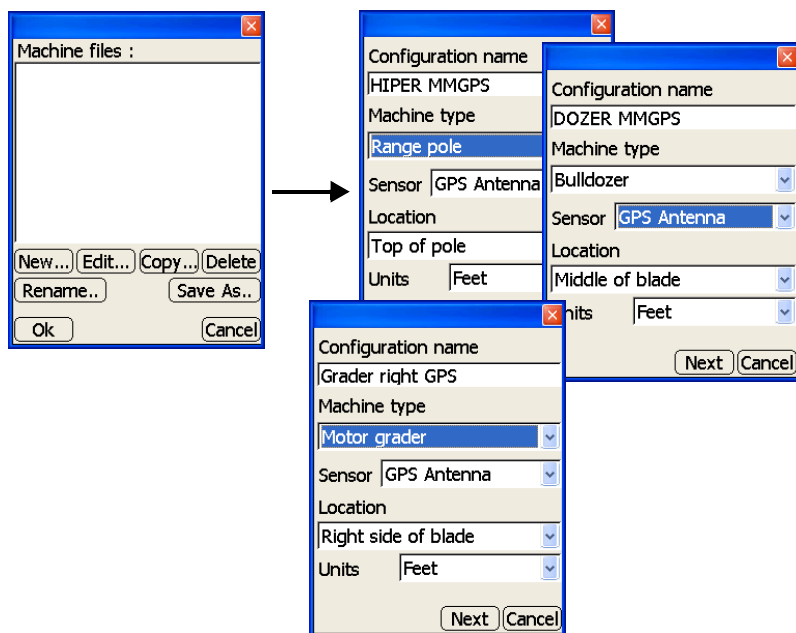 Machine files :
New... Edit... Copy... Delete
Rename.. Save As..
Ok Cancel
Configuration name
HIPER MMGPS
Machine type
Range pole
Sensor GPS Antenna
Location
Top of pole
Units Feet
Configuration name
DOZER MMGPS
Machine type
Bulldozer
Sensor GPS Antenna
Location
Middle of blade
Feet
Next Cancel
Configuration name
Grader right GPS
Machine type
Motor grader
Sensor GPS Antenna
Location
Right side of blade
Units Feet
Next Cancel